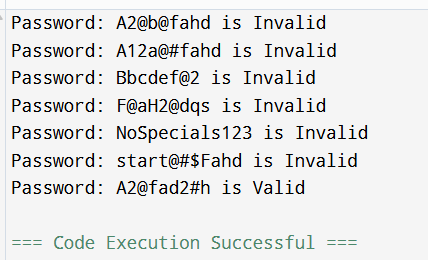 Password: A2@b@fahd is Invalid
Password: A12a@#fahd is Invalid
Password: Bbcdef@2 is Invalid
Password: F@aH2@dqs is Invalid
Password: NoSpecials123 is Invalid
Password: start@#$Fahd is Invalid
Password: A2@fad2#h is Valid
=== Code Execution Successful ===